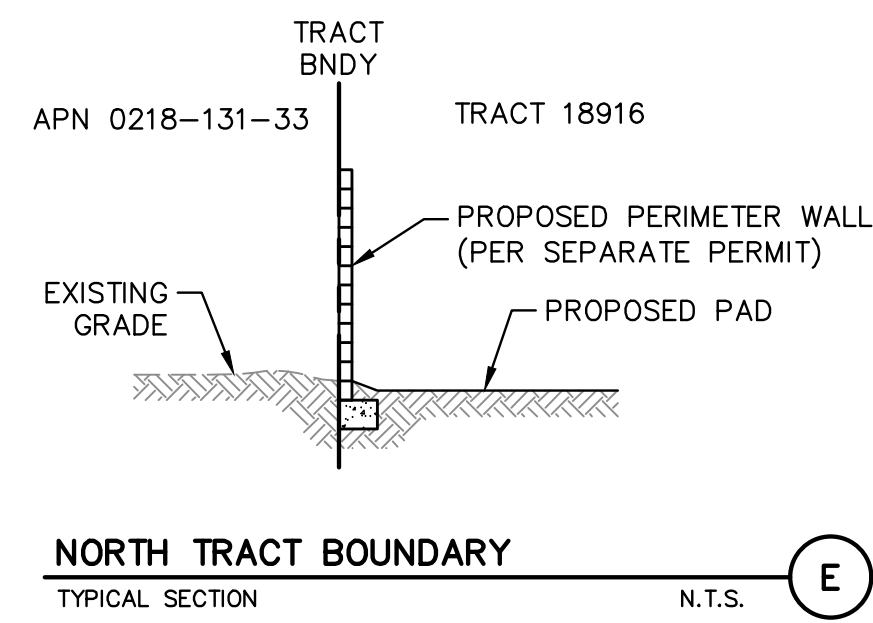 TRACT
BNDY
APN 0218-131-33
TRACT 18916
PROPOSED PERIMETER WALL
(PER SEPARATE PERMIT)
EXISTING
GRADE
PROPOSED PAD
NORTH TRACT BOUNDARY
E
TYPICAL SECTION
N.T.S.